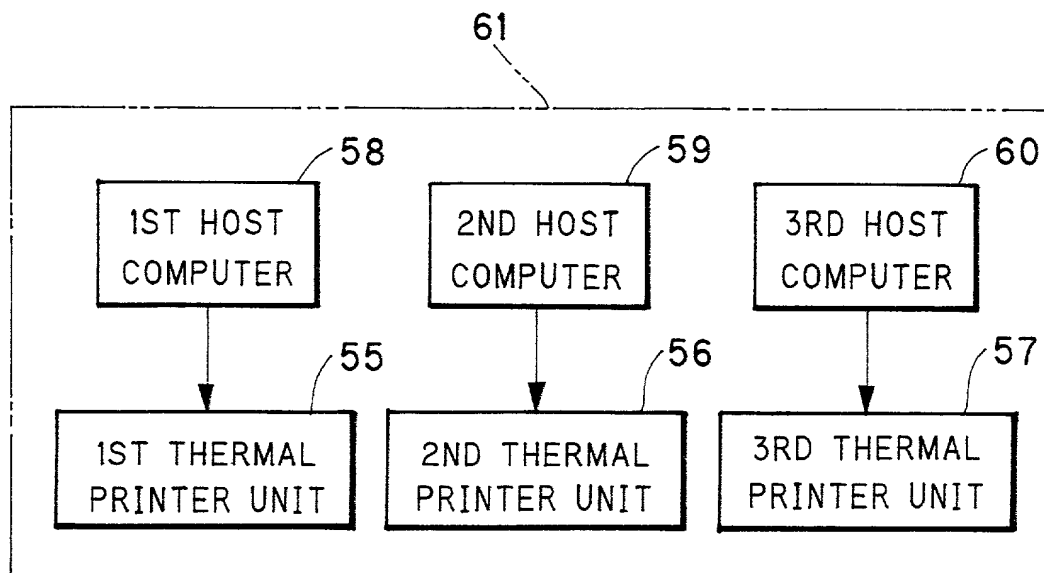 61
58
59
60
1ST HOST
COMPUTER
2ND HOST
COMPUTER
3RD HOST
COMPUTER
55
56
57
1ST THERMAL
PRINTER UNIT
2ND THERMAL
PRINTER UNIT
3RD THERMAL
PRINTER UNIT